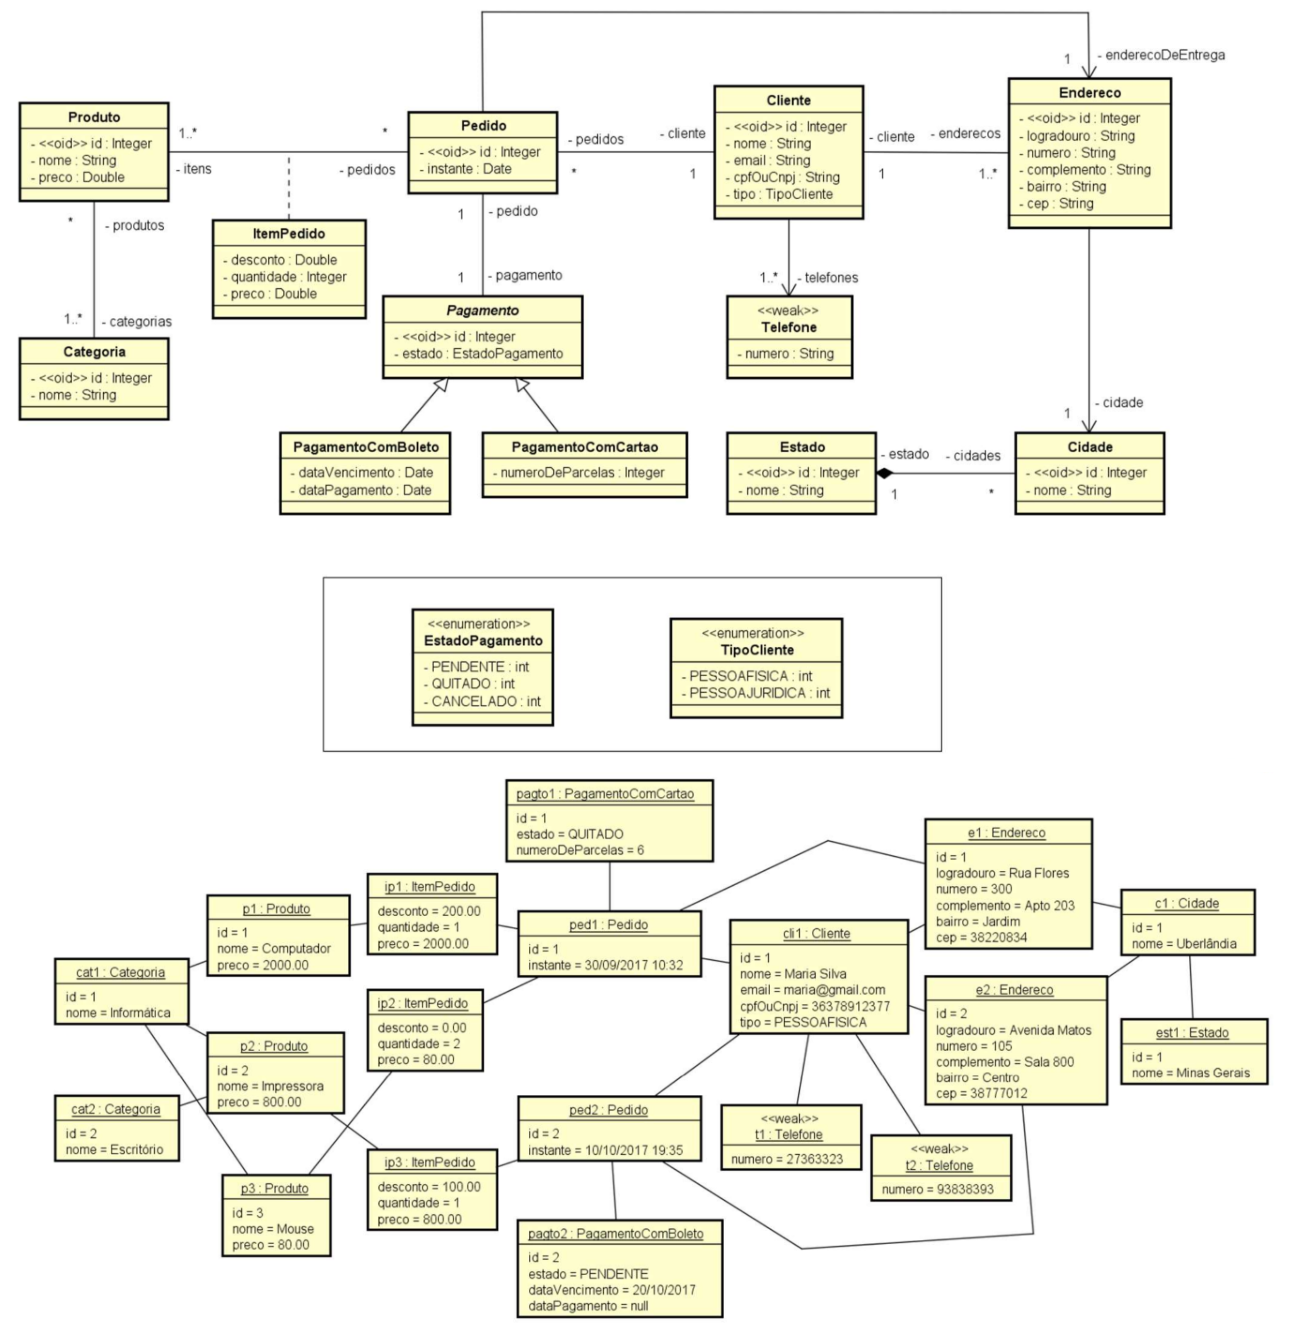 1
- enderecoDeEntrega
Produto
- <<oid>> id : Integer
- nome : String
- preco : Double
1..*
*
- itens
- pedidos
Pedido
- <<oid>> id : Integer
- instante : Date
- pedidos
- cliente
*
1
Cliente
- <<oid>> id : Integer
- nome : String
- email : String
- cpfOuCnpj : String
- tipo : TipoCliente
- cliente
- enderecos
1
1..*
Endereco
- <<oid>> id : Integer
- logradouro : String
- numero : String
- complemento : String
- bairro : String
- cep : String
*
- produtos
1..*
- categorias
ItemPedido
- desconto : Double
- quantidade : Integer
- preco : Double
1
- pedido
1
- pagamento
1..*
- telefones
Categoria
- <<oid>> id : Integer
- nome : String
Pagamento
- <<oid>> id : Integer
- estado : EstadoPagamento
<<weak>>
Telefone
- numero : String
1
- cidade
PagamentoComBoleto
- dataVencimento : Date
- dataPagamento : Date
PagamentoComCartao
- numeroDeParcelas : Integer
Estado
- <<oid>> id : Integer
- nome : String
- estado
- cidades
1
*
Cidade
- <<oid>> id : Integer
- nome : String
<<enumeration>>
EstadoPagamento
- PENDENTE : int
- QUITADO : int
- CANCELADO : int
<<enumeration>>
TipoCliente
- PESSOAFISICA : int
- PESSOAJURIDICA : int
pagto1 : PagamentoComCartao
id = 1
estado = QUITADO
numeroDeParcelas = 6
e1 : Endereco
id = 1
logradouro = Rua Flores
numero = 300
complemento = Apto 203
bairro = Jardim
cep = 38220834
ip1 : ItemPedido
desconto = 200.00
quantidade = 1
preco = 2000.00
p1 : Produto
id = 1
nome = Computador
preco = 2000.00
ped1 : Pedido
id = 1
instante = 30/09/2017 10:32
cli1 : Cliente
id = 1
nome = Maria Silva
email = maria@gmail.com
cpfOuCnpj = 36378912377
tipo = PESSOAFISICA
c1 : Cidade
id = 1
nome = Uberlândia
cat1 : Categoria
id = 1
nome = Informática
ip2 : ItemPedido
desconto = 0.00
quantidade = 2
preco = 80.00
e2 : Endereco
id = 2
logradouro = Avenida Matos
numero = 105
complemento = Sala 800
bairro = Centro
cep = 38777012
est1 : Estado
id = 1
nome = Minas Gerais
p2 : Produto
id = 2
nome = Impressora
preco = 800.00
cat2 : Categoria
id = 2
nome = Escritório
ped2 : Pedido
id = 2
instante = 10/10/2017 19:35
<<weak>>
t1 : Telefone
numero = 27363323
<<weak>>
t2 : Telefone
numero = 93838393
ip3 : ItemPedido
desconto = 100.00
quantidade = 1
preco = 800.00
p3 : Produto
id = 3
nome = Mouse
preco = 80.00
pagto2 : PagamentoComBoleto
id = 2
estado = PENDENTE
dataVencimento = 20/10/2017
dataPagamento = null